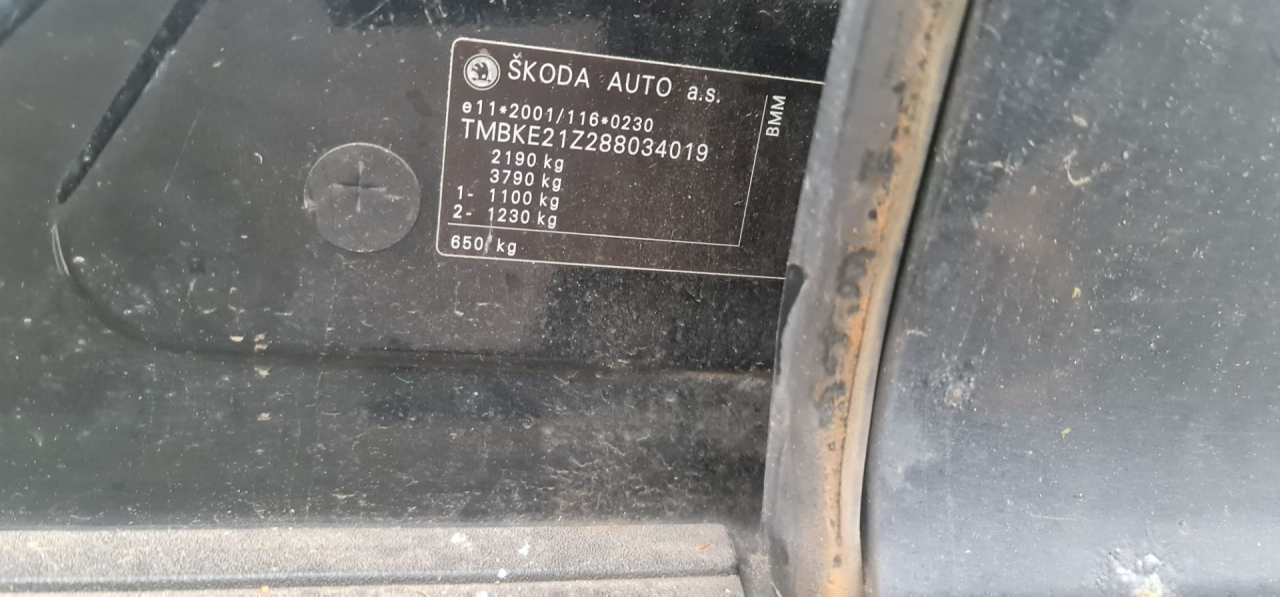 ŠKODA AUTO a.s.
e11*2001/116*0230
TMBKE21Z288034019
2190 kg
3790 kg
1- 1100 kg
2- 1230 kg
650 kg
BMM